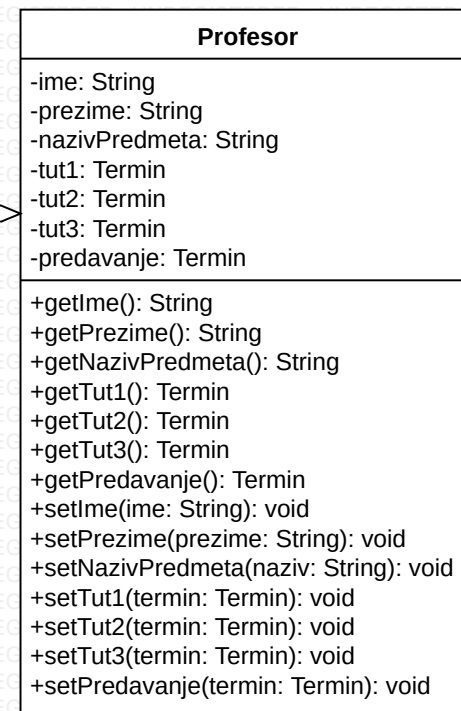 Profesor
-ime: String
-prezime: String
-nazivPredmeta: String
-tut1: Termin
-tut2: Termin
-tut3: Termin
-predavanje: Termin
+getIme(): String
+getPrezime(): String
+getNazivPredmeta(): String
+getTut1(): Termin
+getTut2(): Termin
+getTut3(): Termin
+getPredavanje(): Termin
+setIme(ime: String): void
+setPrezime(prezime: String): void
+setNazivPredmeta(naziv: String): void
+setTut1(termin: Termin): void
+setTut2(termin: Termin): void
+setTut3(termin: Termin): void
+setPredavanje(termin: Termin): void